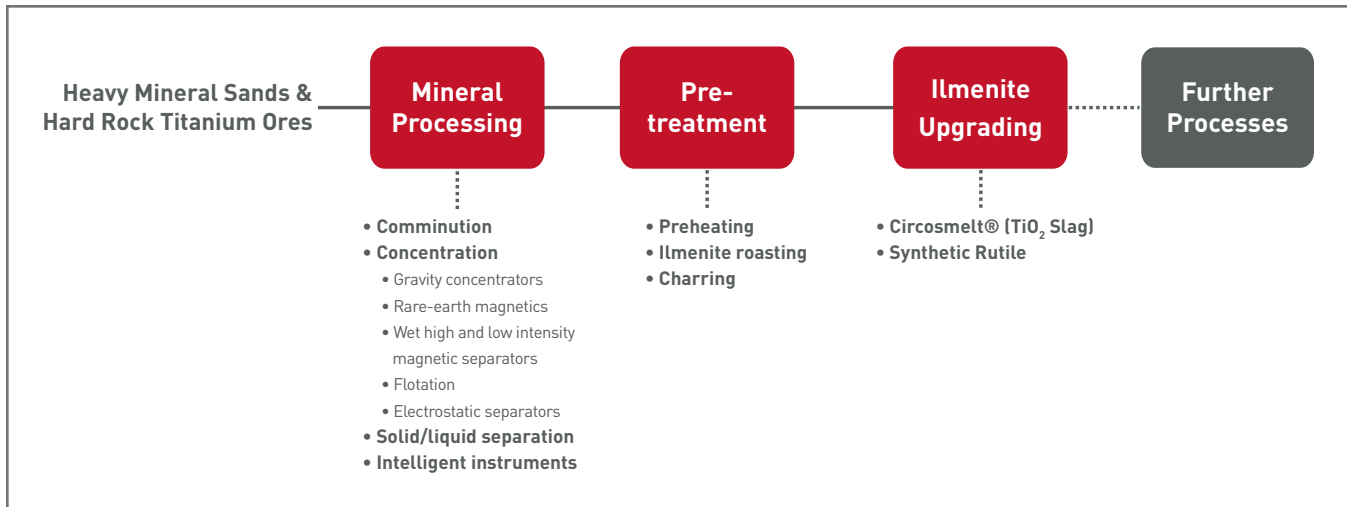 Heavy Mineral Sands &
Hard Rock Titanium Ores
Mineral
Processing
Pre-
treatment
Ilmenite
Upgrading
Further
Processes
• Comminution
• Concentration
• Gravity concentrators
• Rare-earth magnetics
• Wet high and low intensity
magnetic separators
• Flotation
• Electrostatic separators
• Solid/liquid separation
• Intelligent instruments
• Preheating
• Ilmenite roasting
• Charring
• Circosmelt® (TiO₂ Slag)
• Synthetic Rutile